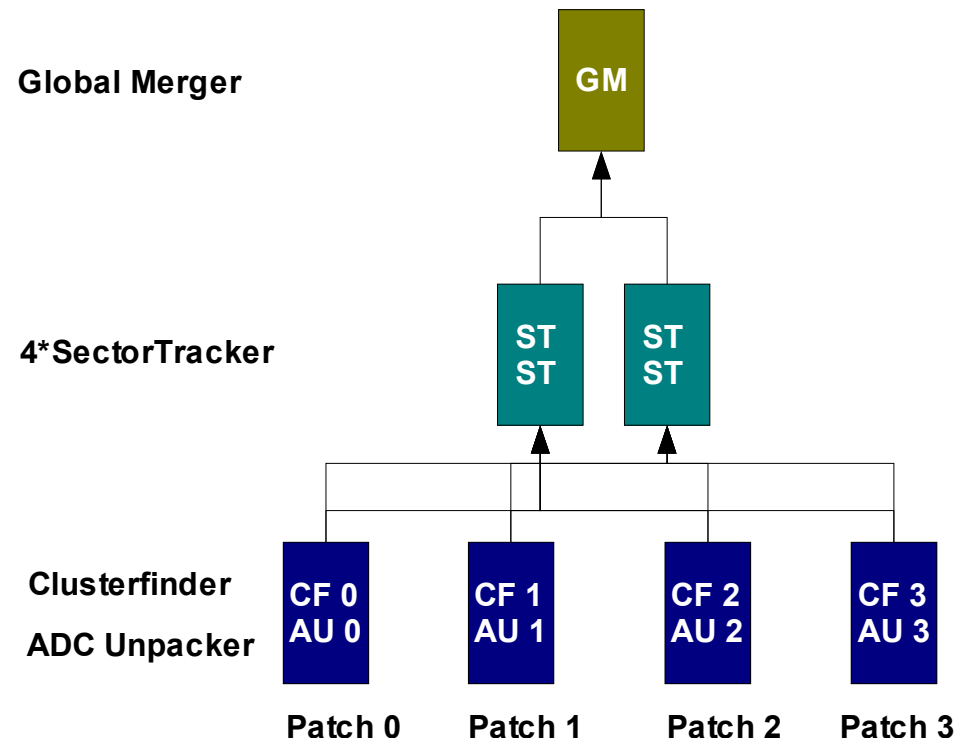 Global Merger
GM
4*SectorTracker
ST
ST
ST
ST
Clusterfinder
ADC Unpacker
CF 0
AU 0
CF 1
AU 1
CF 2
AU 2
CF 3
AU 3
Patch 0
Patch 1
Patch 2
Patch 3